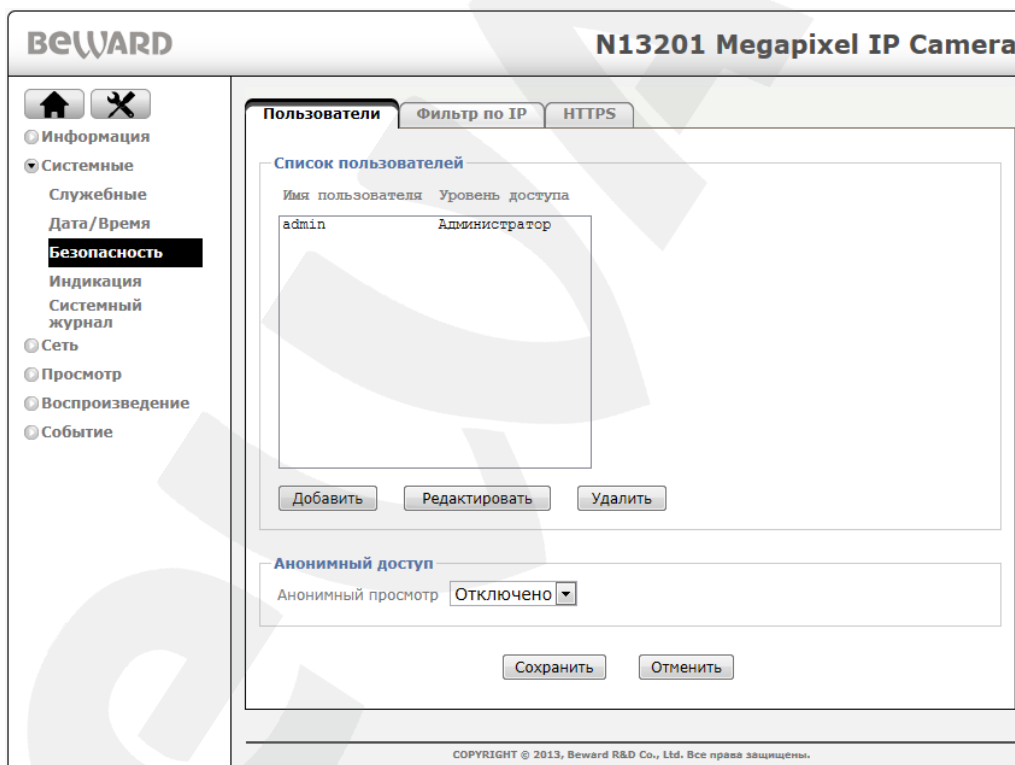 BEWARD
N13201 Megapixel IP Camera
Информация
Системные
Служебные
Дата/Время
Безопасность
Индикация
Системный
журнал
Сеть
Просмотр
Воспроизведение
Событие
Пользователи Фильтр по IP HTTPS
Список пользователей
Имя пользователя Уровень доступа
admin Администратор
Добавить Редактировать Удалить
Анонимный доступ
Анонимный просмотр Отключено
Сохранить Отменить
COPYRIGHT © 2013, Beward R&D Co., Ltd. Все права защищены.